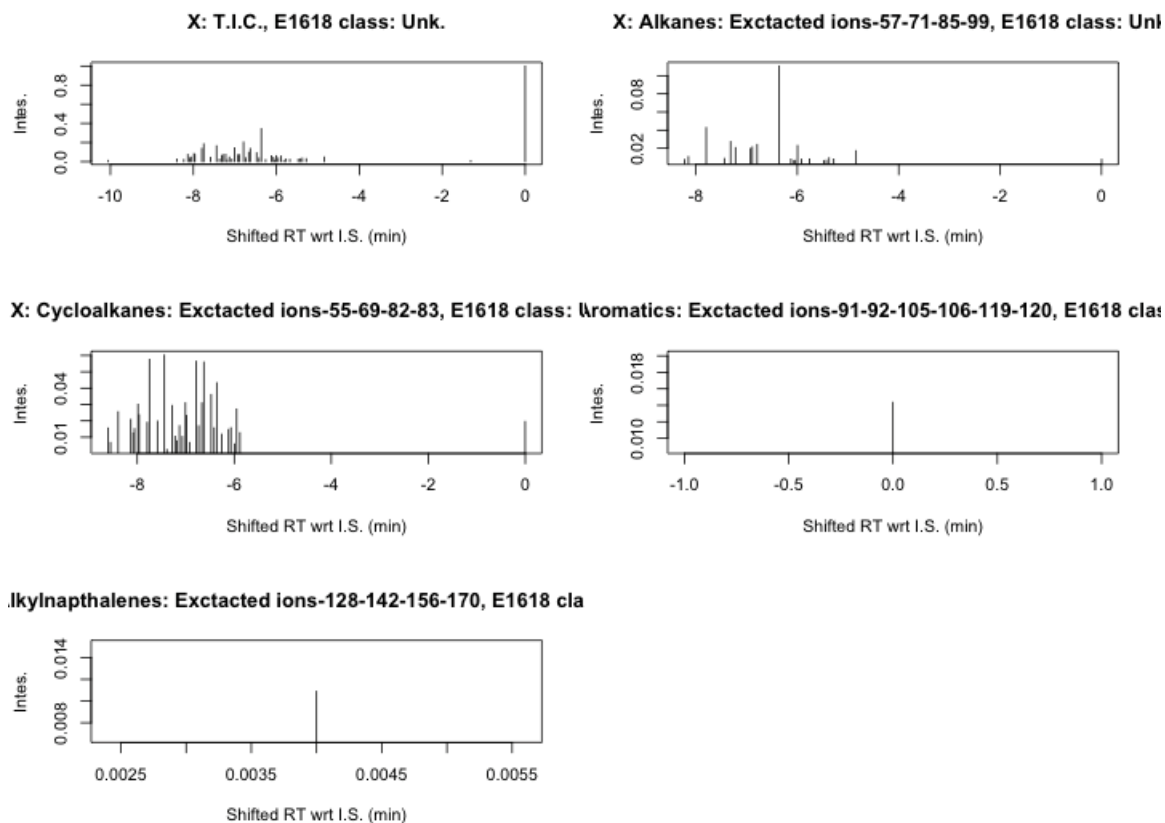 X: T.I.C., E1618 class: Unk.
Intes.
0.0 0.4 0.8
-10 -8 -6 -4 -2 0
Shifted RT wrt I.S. (min)
X: Alkanes: Exctacted ions-57-71-85-99, E1618 class: Unk
Intes.
0.02 0.08
-8 -6 -4 -2 0
Shifted RT wrt I.S. (min)
X: Cycloalkanes: Exctacted ions-55-69-82-83, E1618 class: U
Intes.
0.01 0.04
-8 -6 -4 -2 0
Shifted RT wrt I.S. (min)
Aromatics: Exctacted ions-91-92-105-106-119-120, E1618 clas
Intes.
0.010 0.018
-1.0 -0.5 0.0 0.5 1.0
Shifted RT wrt I.S. (min)
lkylnapthalenes: Exctacted ions-128-142-156-170, E1618 cla
Intes.
0.008 0.014
0.0025 0.0035 0.0045 0.0055
Shifted RT wrt I.S. (min)